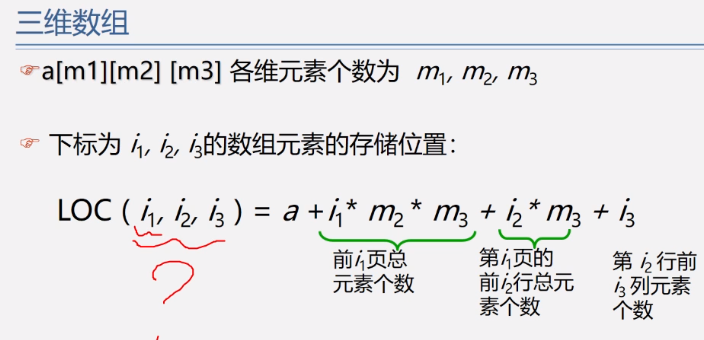 三维数组
☞a[m1][m2] [m3] 各维元素个数为 m₁, m₂, m₃
☞ 下标为 i₁, i₂, i₃的数组元素的存储位置：
LOC ( i₁, i₂, i₃ ) = a + i₁* m₂* m₃ + i₂* m₃ + i₃
前i₁页总
元素个数
第i₁页的
前i₂行总元
素个数
第 i₂ 行前
i₃列元素
个数
?